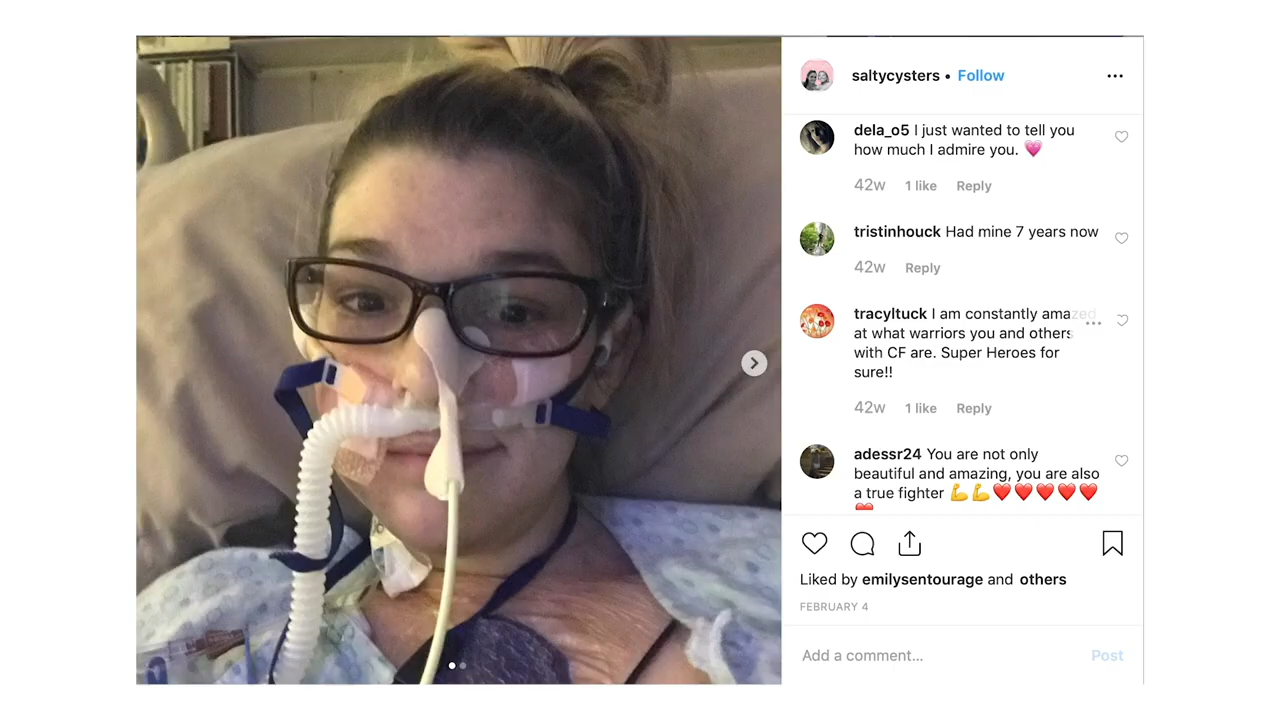 saltycysters • Follow
dela_o5 I just wanted to tell you
how much I admire you. 💗
42w 1 like Reply
tristinhouck Had mine 7 years now
42w Reply
tracyltuck I am constantly amazed
at what warriors you and others
with CF are. Super Heroes for
sure!!
42w 1 like Reply
adessr24 You are not only
beautiful and amazing, you are also
a true fighter 💪💪❤️❤️❤️❤️❤️
❤️
Liked by emilysentourage and others
FEBRUARY 4
Add a comment... Post